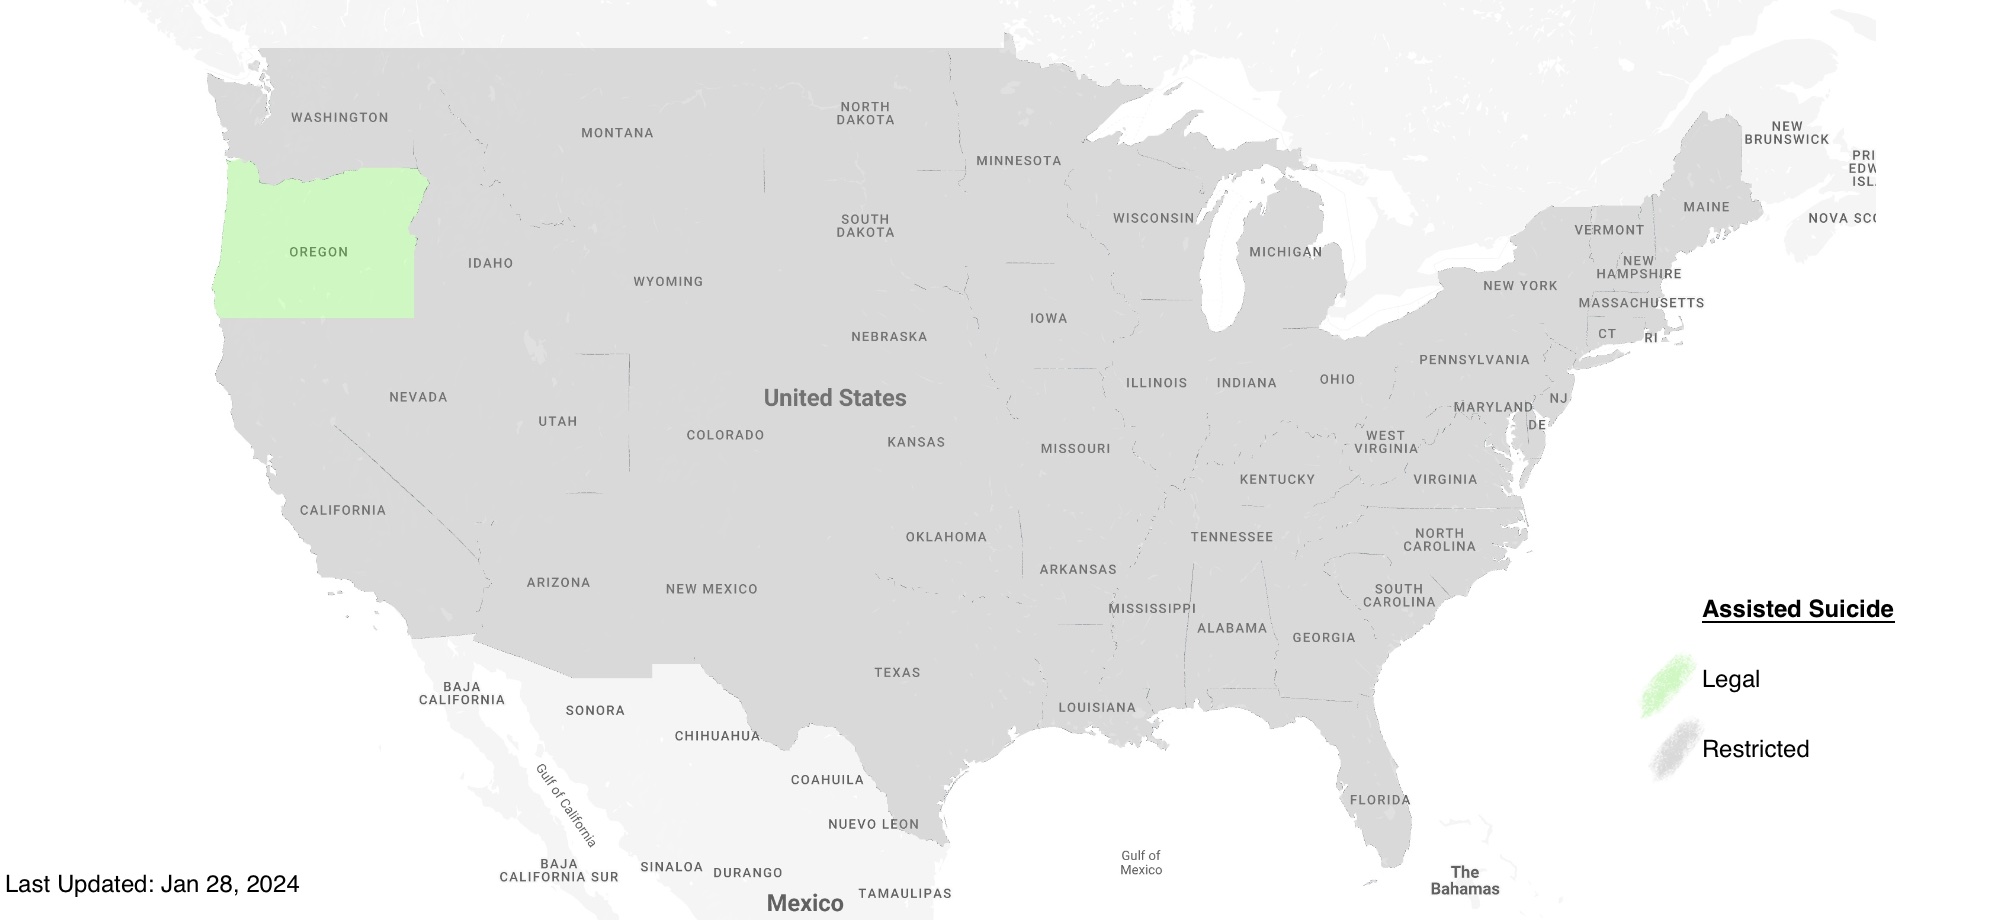 NEW
BRUNSWICK
WASHINGTON
MONTANA
NORTH
DAKOTA
MINNESOTA
PRI
EDW
ISL.
MAINE
NOVA SCO
WISCONSIN
SOUTH
DAKOTA
VERMONT
OREGON
IDAHO
MICHIGAN
NEW
HAMPSHIRE
WYOMING
NEW YORK
MASSACHUSETTS
IOWA
CT
RI
NEBRASKA
PENNSYLVANIA
ILLINOIS
INDIANA
OHIO
NEVADA
United States
NJ
MARYLAND
UTAH
DE
COLORADO
KANSAS
MISSOURI
WEST
VIRGINIA
KENTUCKY
VIRGINIA
CALIFORNIA
OKLAHOMA
TENNESSEE
NORTH
CAROLINA
ARKANSAS
ARIZONA
NEW MEXICO
SOUTH
CAROLINA
MISSISSIPPI
ALABAMA
GEORGIA
Assisted Suicide
TEXAS
Legal
BAJA
CALIFORNIA
SONORA
LOUISIANA
CHIHUAHUA
Restricted
COAHUILA
Gulf of California
FLORIDA
NUEVO LEON
Gulf of
Mexico
BAJA
CALIFORNIA SUR
SINALOA
DURANGO
The
Bahamas
Last Updated: Jan 28, 2024
TAMAULIPAS
Mexico